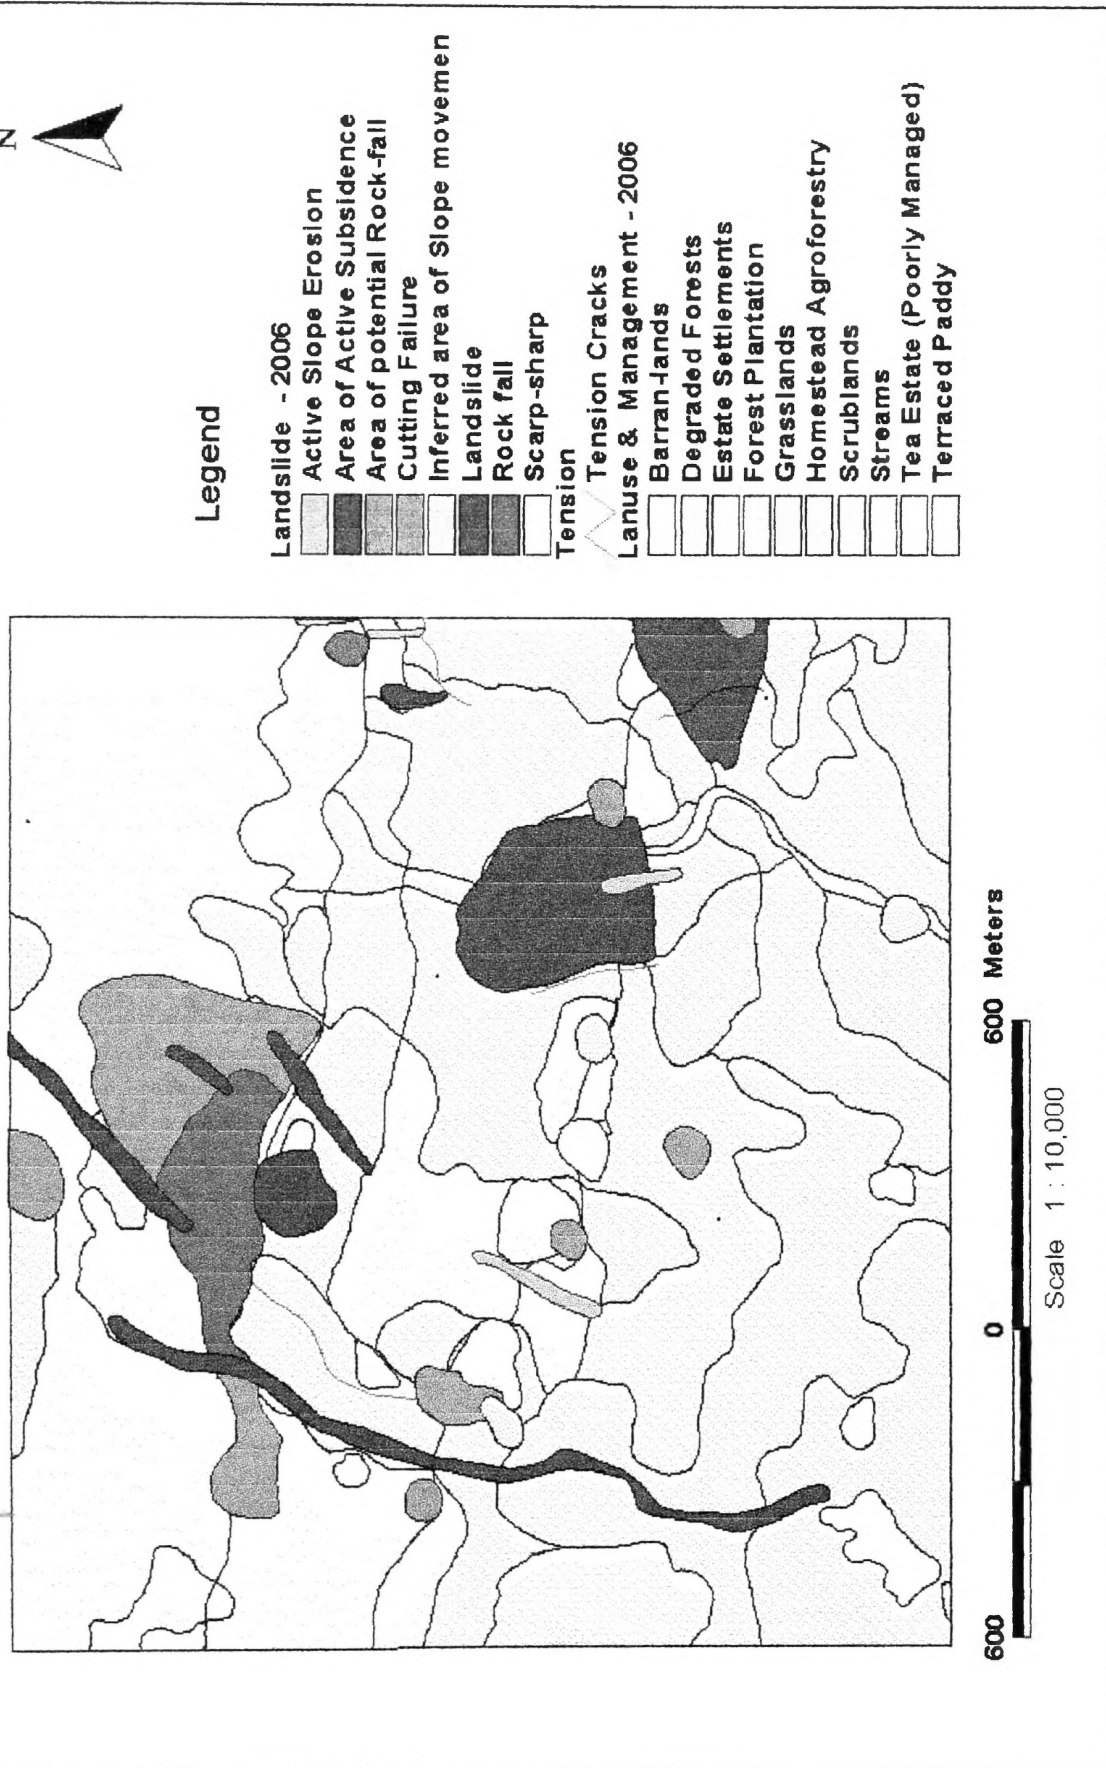 N
Legend
Landslide - 2006
Active Slope Erosion
Area of Active Subsidence
Area of potential Rock-fall
Cutting Failure
Inferred area of Slope movemen
Landslide
Rock fall
Scarp-sharp
Tension
Tension Cracks
Lanuse & Management - 2006
Barran-lands
Degraded Forests
Estate Settlements
Forest Plantation
Grasslands
Homestead Agroforestry
Scrublands
Streams
Tea Estate (Poorly Managed)
Terraced Paddy
600 0 600 Meters
Scale 1 : 10,000